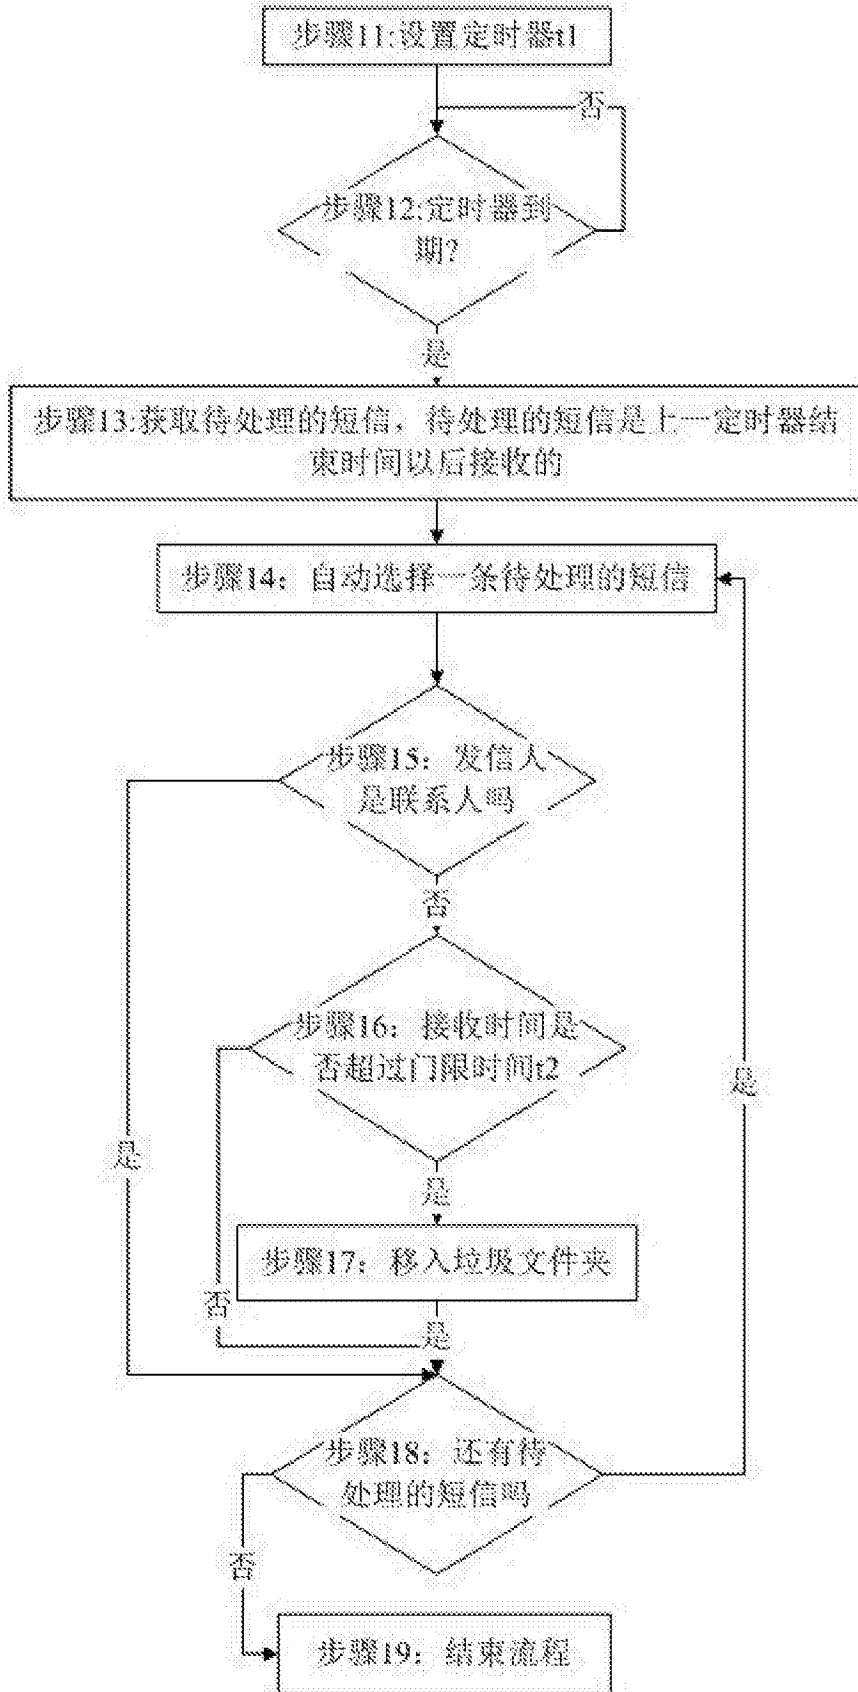 步骤11:设置定时器t1
否
步骤12:定时器到
期?
是
步骤13:获取待处理的短信，待处理的短信是上一定时器结
束时间以后接收的
步骤14：自动选择一条待处理的短信
步骤15：发信人
是联系人吗
否
步骤16：接收时间是
否超过门限时间t2
是
是
是
步骤17：移入垃圾文件夹
否
是
步骤18：还有待
处理的短信吗
否
步骤19：结束流程